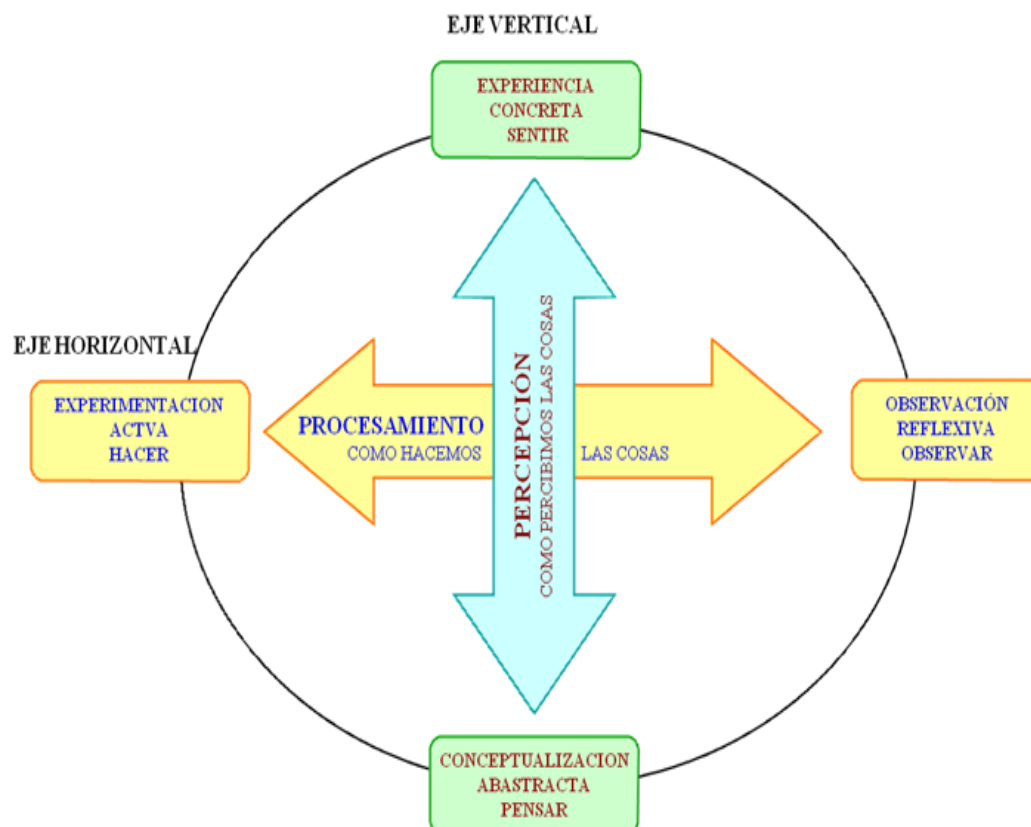 EJE VERTICAL
EXPERIENCIA
CONCRETA
SENTIR
EJE HORIZONTAL
EXPERIMENTACION
ACTVA
HACER
PROCESAMIENTO
COMO HACEMOS LAS COSAS
PERCEPCIÓN
COMO PERCIBIMOS LAS COSAS
OBSERVACIÓN
REFLEXIVA
OBSERVAR
CONCEPTUALIZACION
ABASTRACTA
PENSAR